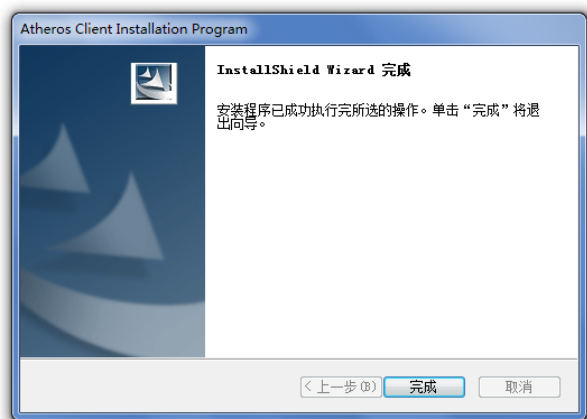 Atheros Client Installation Program
InstallShield Wizard 完成
安装程序已成功执行完所选的操作。单击“完成”将退
出向导。
< 上一步(B)
完成
取消